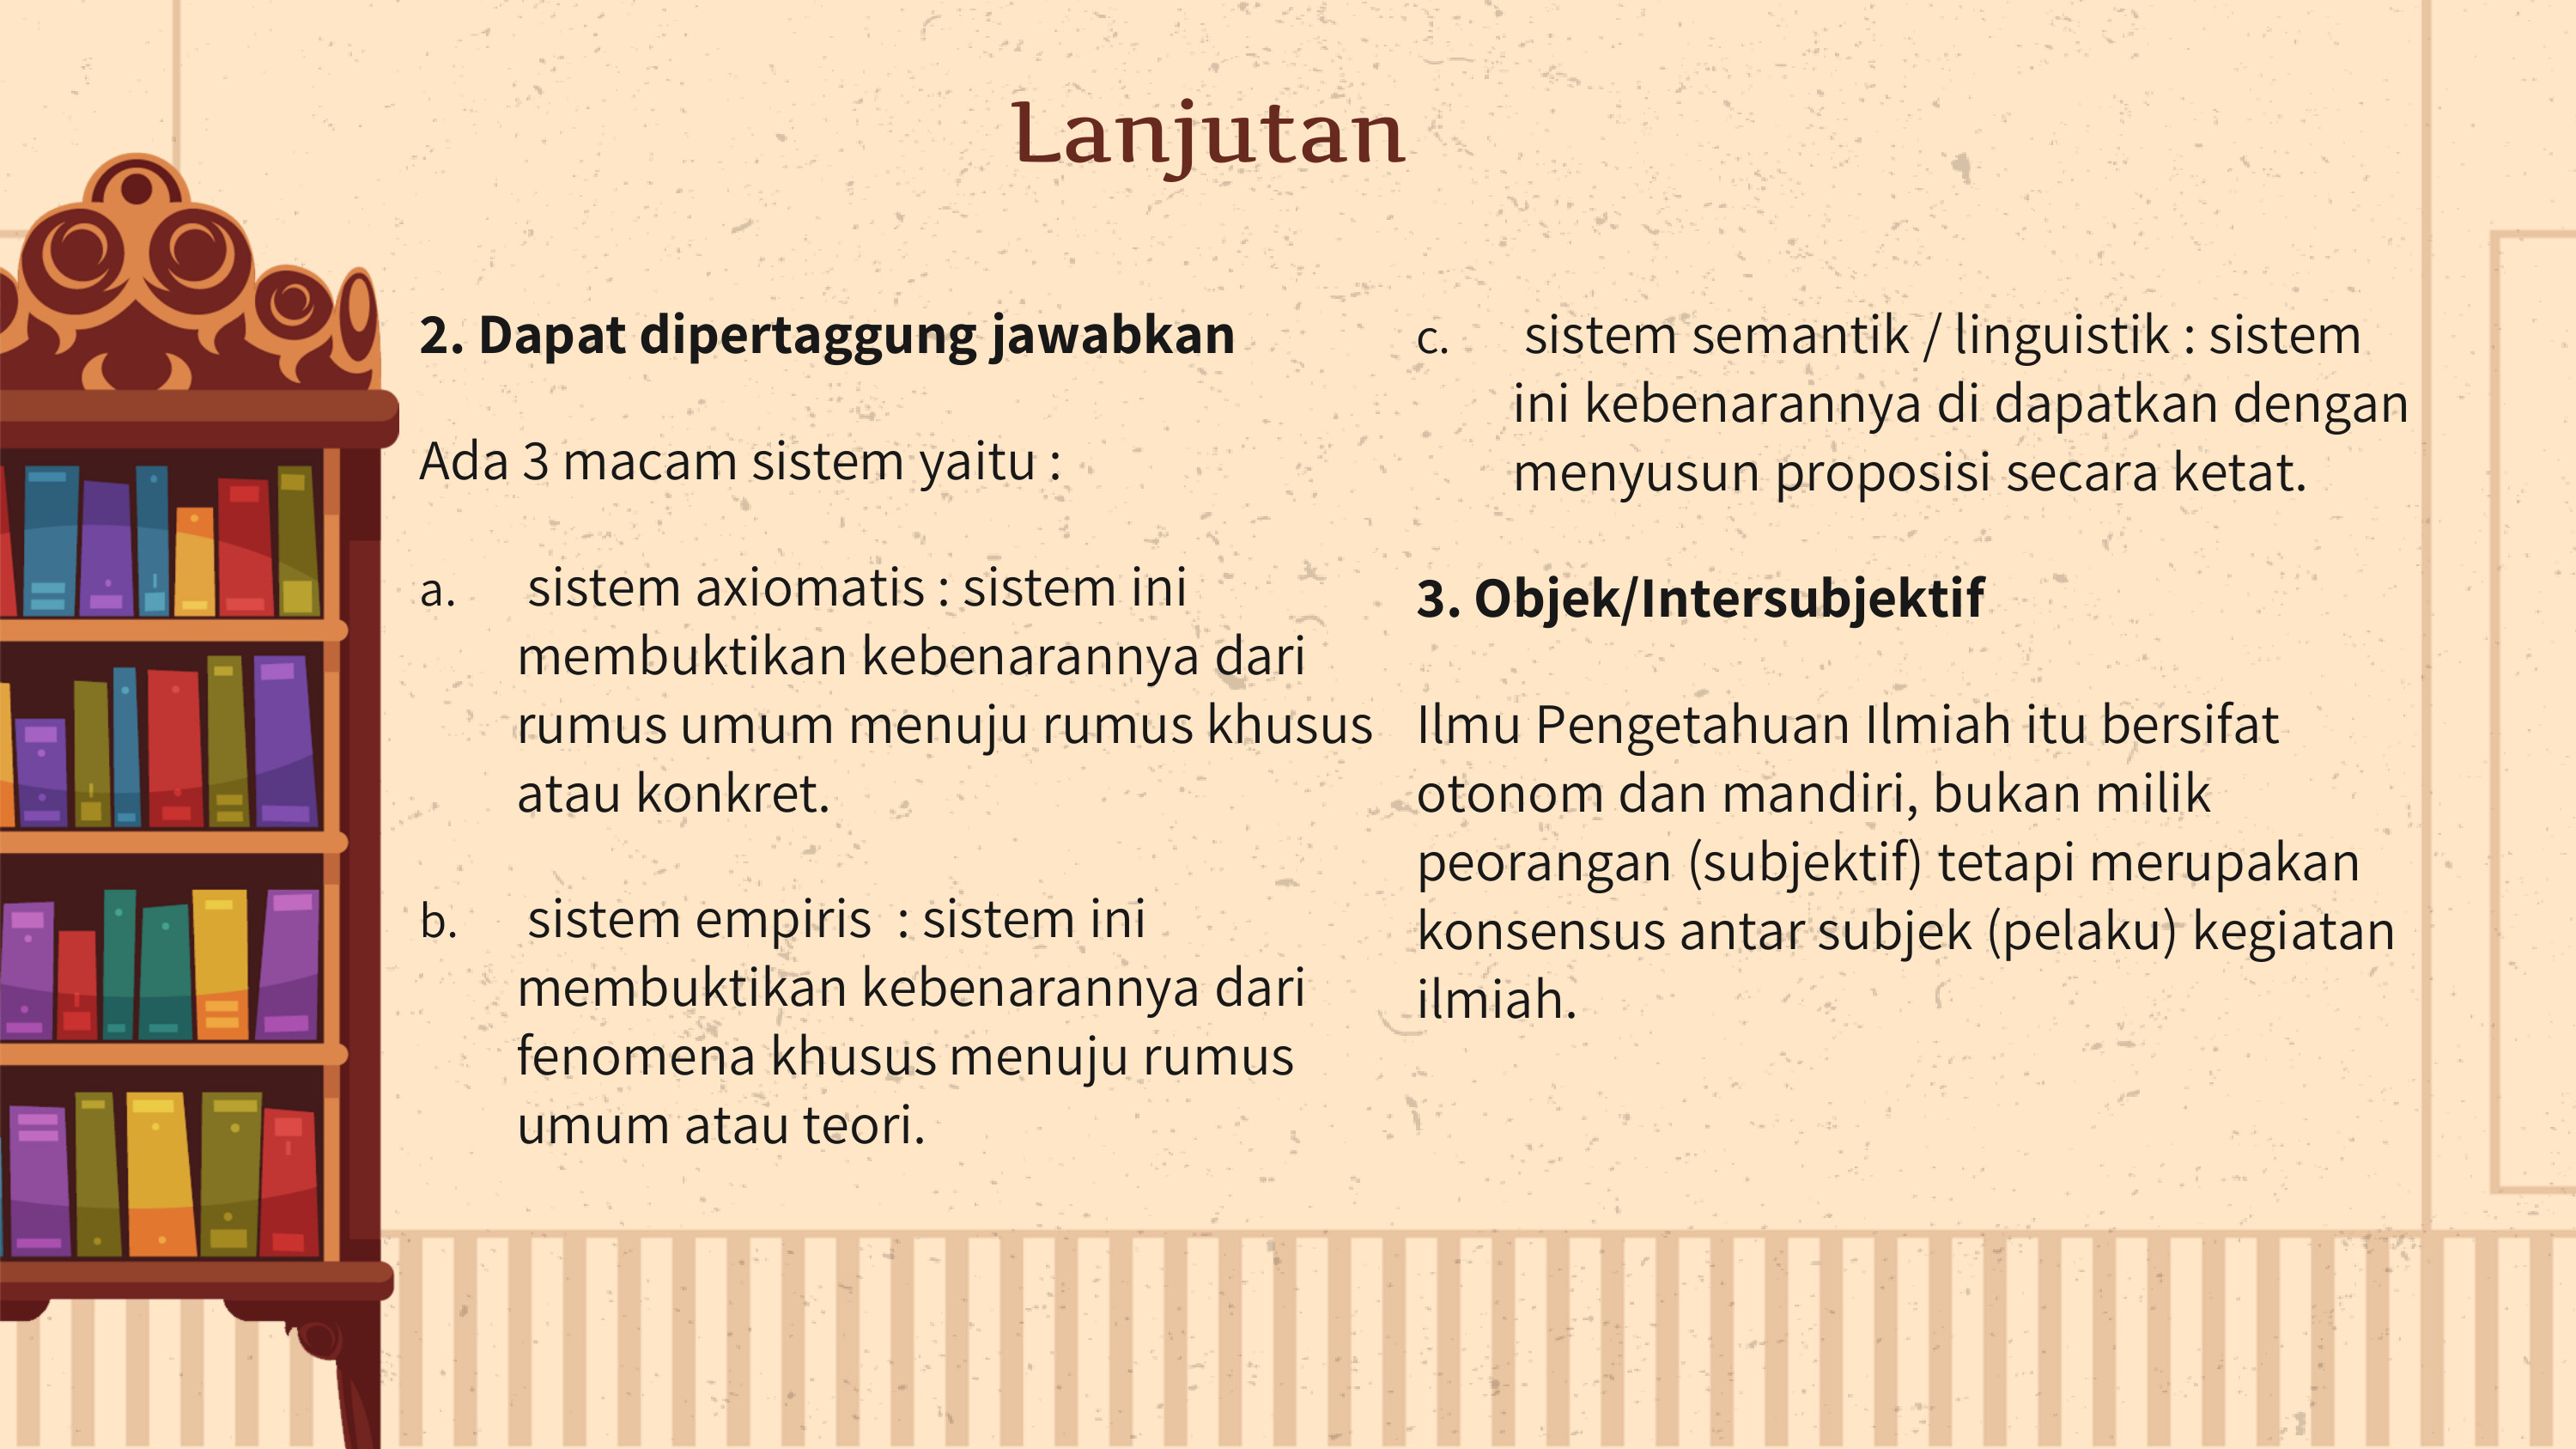 Lanjutan
2. Dapat dipertaggung jawabkan
Ada 3 macam sistem yaitu :
a. sistem axiomatis : sistem ini
membuktikan kebenarannya dari
rumus umum menuju rumus khusus
atau konkret.
b. sistem empiris : sistem ini
membuktikan kebenarannya dari
fenomena khusus menuju rumus
umum atau teori.
c. sistem semantik / linguistik : sistem
ini kebenarannya di dapatkan dengan
menyusun proposisi secara ketat.
3. Objek/Intersubjektif
Ilmu Pengetahuan Ilmiah itu bersifat
otonom dan mandiri, bukan milik
peorangan (subjektif) tetapi merupakan
konsensus antar subjek (pelaku) kegiatan
ilmiah.